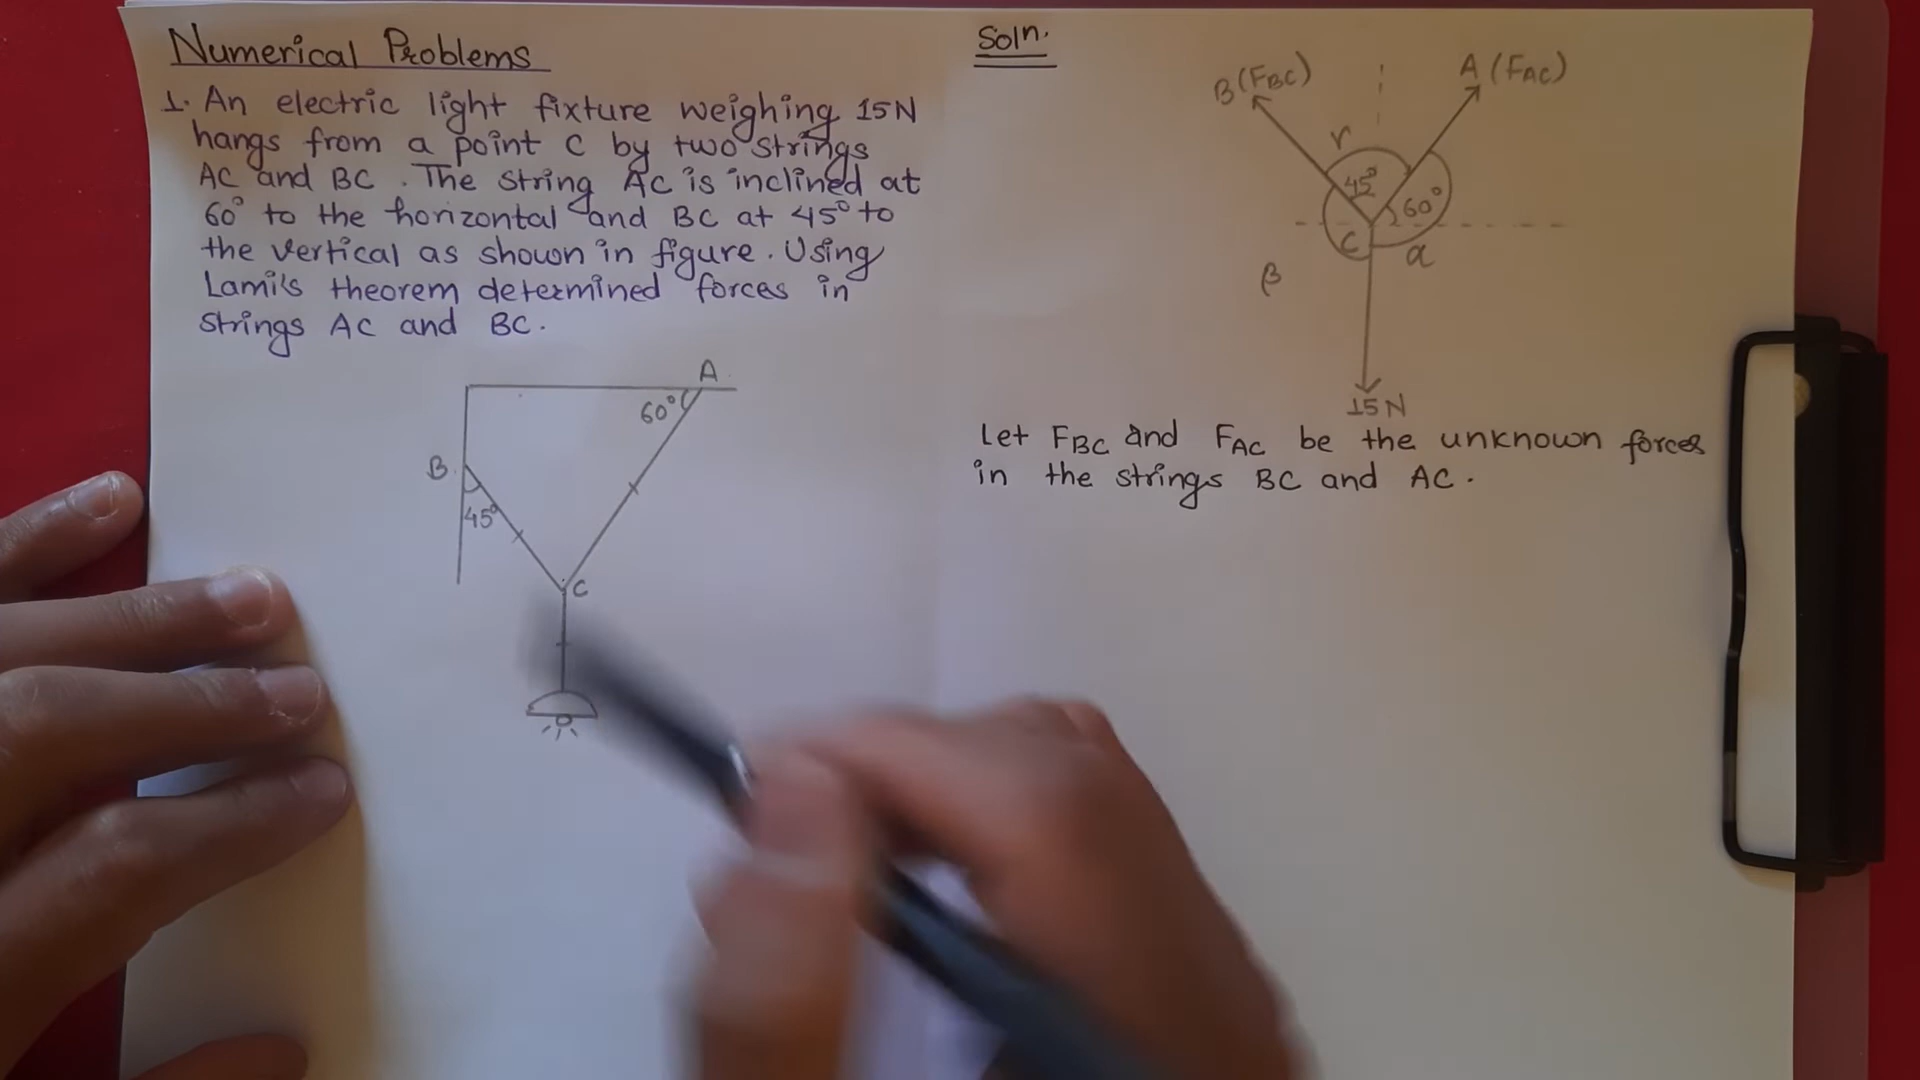 Numerical Problems
1. An electric light fixture weighing 15N
hangs from a point C by two strings
AC and BC. The string AC is inclined at
60° to the horizontal and BC at 45° to
the vertical as shown in figure. Using
Lami's theorem determined forces in
strings AC and BC.
A
60°
B
45°
C
Soln.
B (FBC)
A (FAC)
r
45°
60°
C
α
β
15N
Let FBC and FAC be the unknown forces
in the strings BC and AC.